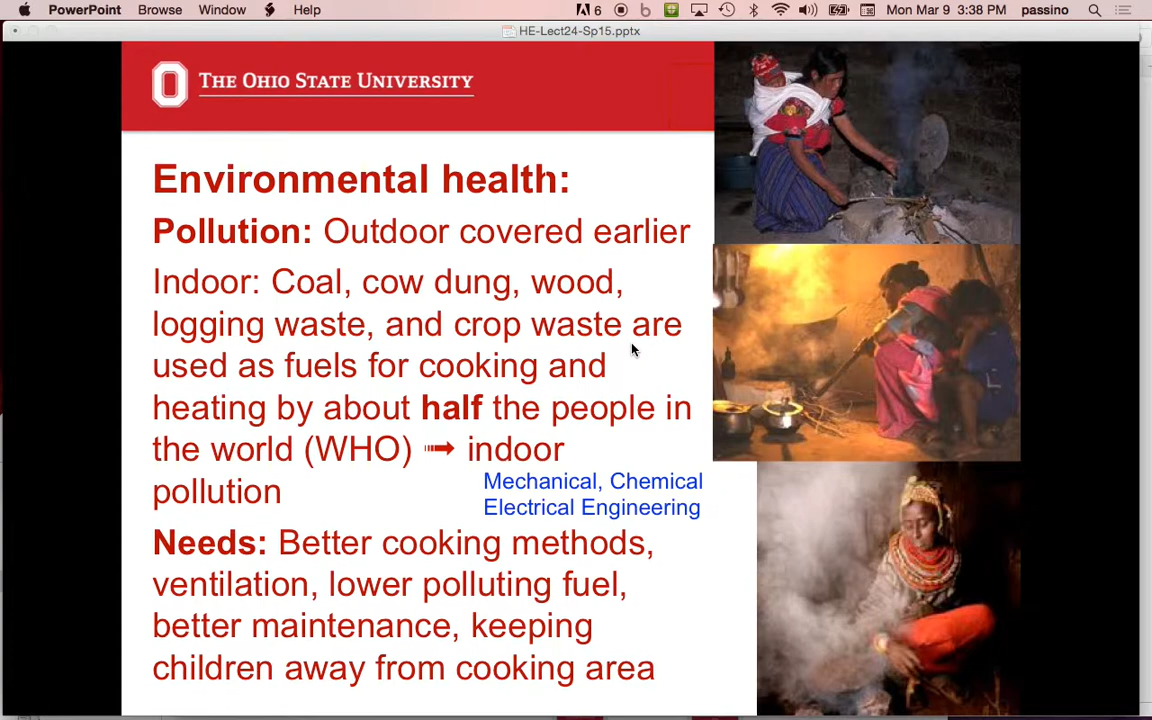 PowerPoint Browse Window Help 6 Mon Mar 9 3:38 PM passino
HE-Lect24-Sp15.pptx
THE OHIO STATE UNIVERSITY
Environmental health:
Pollution: Outdoor covered earlier
Indoor: Coal, cow dung, wood,
logging waste, and crop waste are
used as fuels for cooking and
heating by about half the people in
the world (WHO) ➟ indoor
pollution
Mechanical, Chemical
Electrical Engineering
Needs: Better cooking methods,
ventilation, lower polluting fuel,
better maintenance, keeping
children away from cooking area